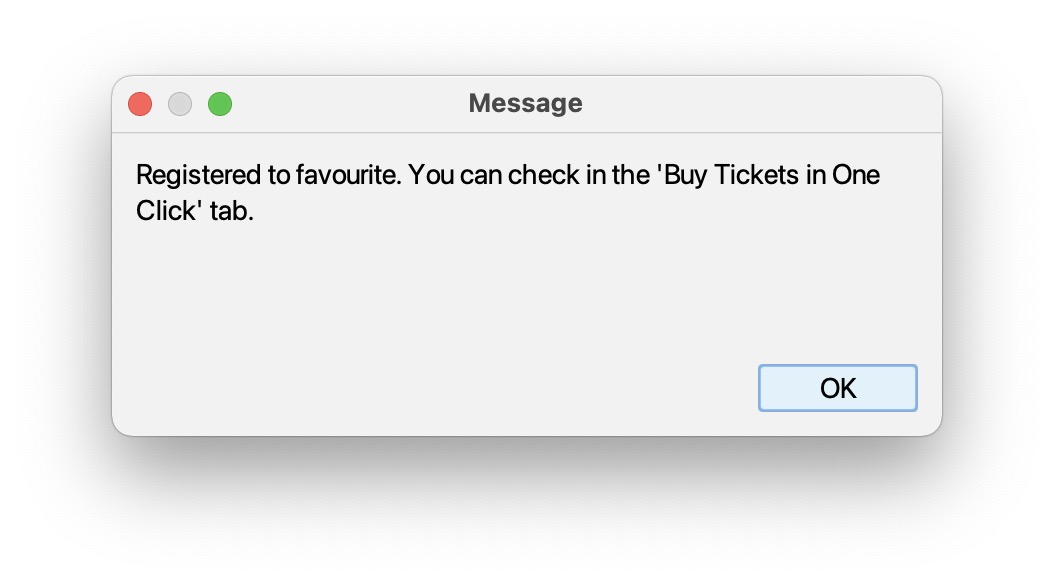 Message
Registered to favourite. You can check in the 'Buy Tickets in One
Click' tab.
OK